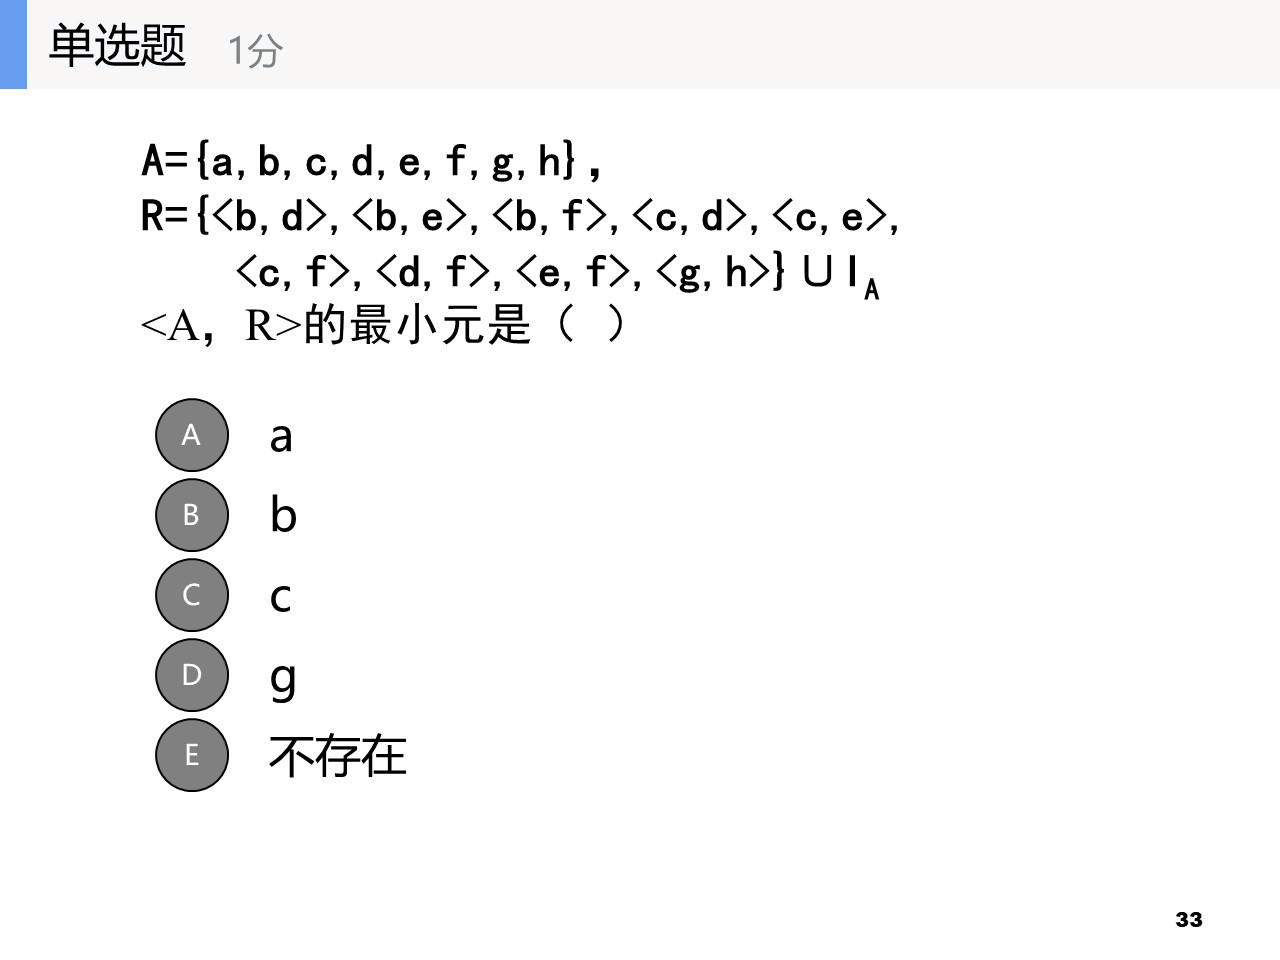 单选题 1分
A={a,b,c,d,e,f,g,h},
R={<b,d>,<b,e>,<b,f>,<c,d>,<c,e>,
<c,f>,<d,f>,<e,f>,<g,h>}∪I_A
<A，R>的最小元是（ ）
A a
B b
C c
D g
E 不存在
33